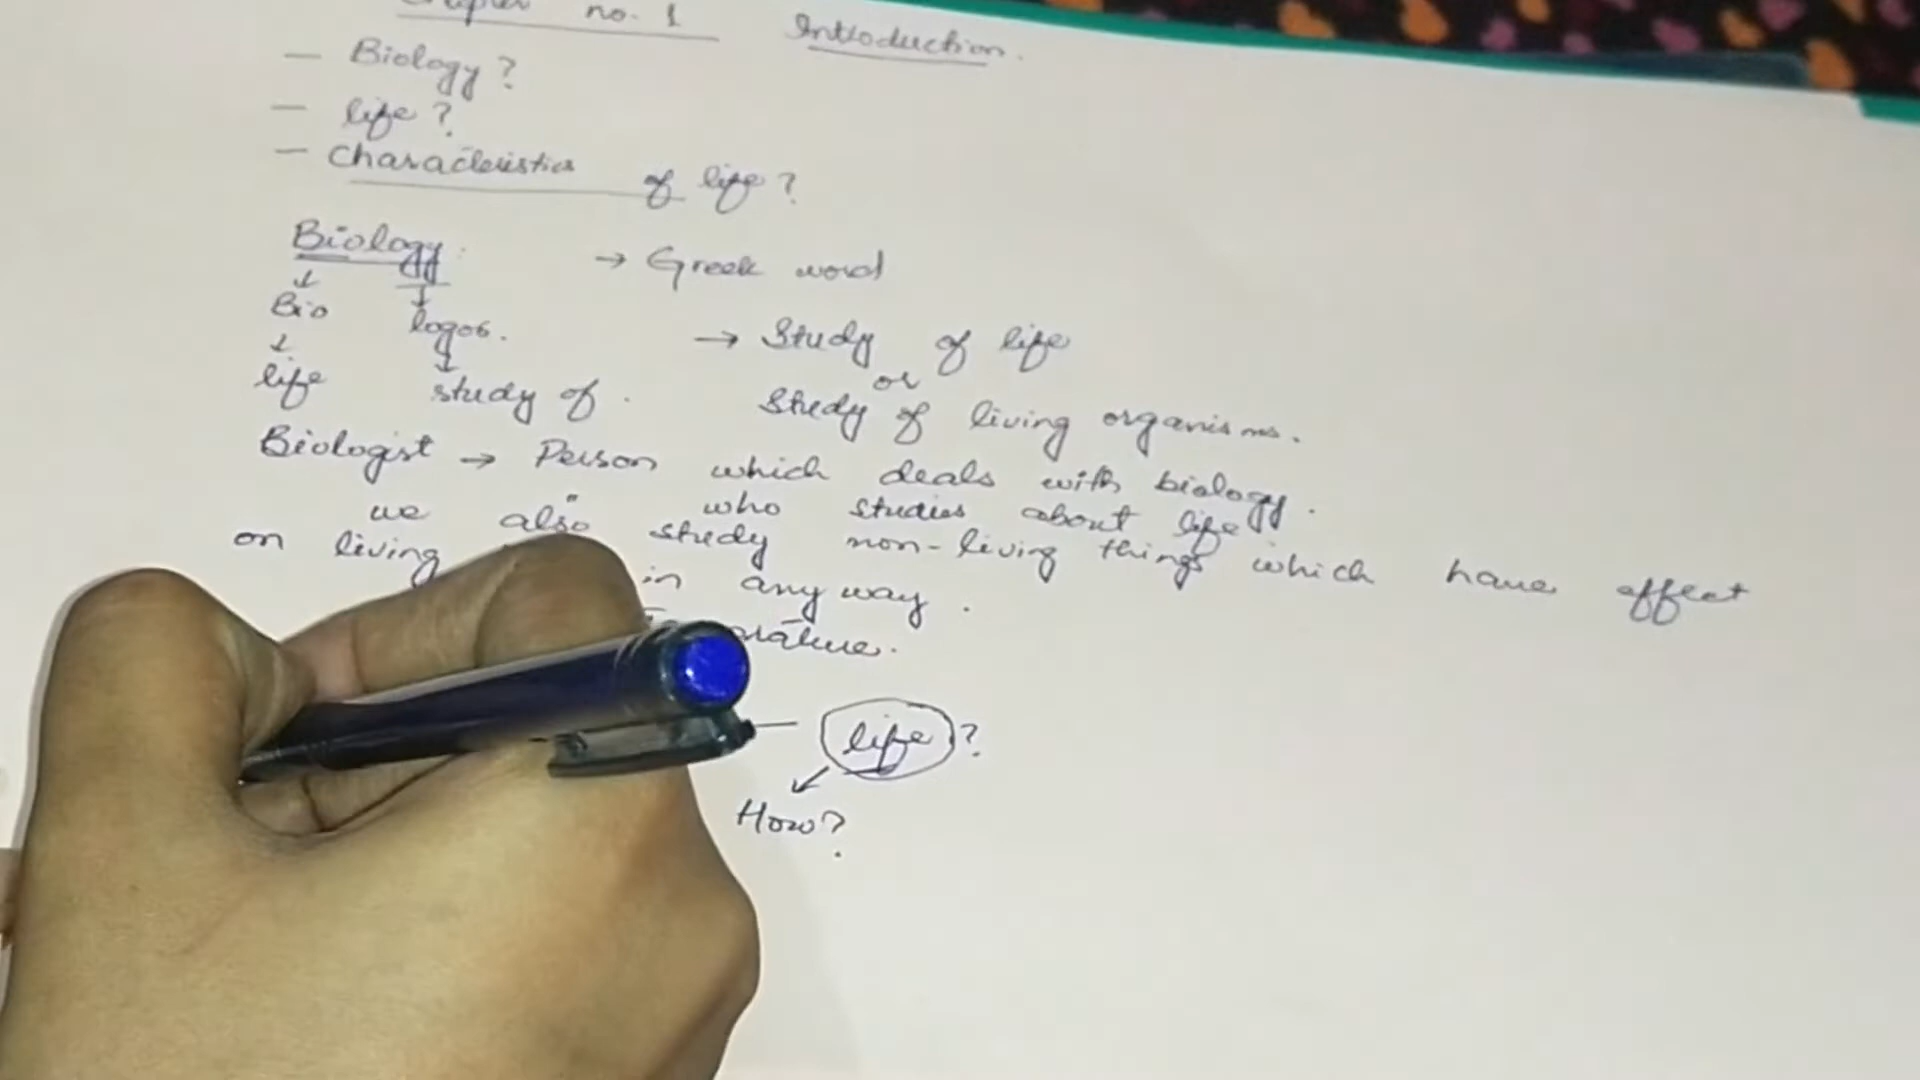 no. 1 Introduction.
— Biology?
— life?
— Characteristics of life?
Biology → Greek word
Bio logos. → Study of life
or
life study of. Study of living organisms.
Biologist → Person which deals with biology.
" who studies about life
we also study non-living things which have effect
on living in any way.
— life?
How?